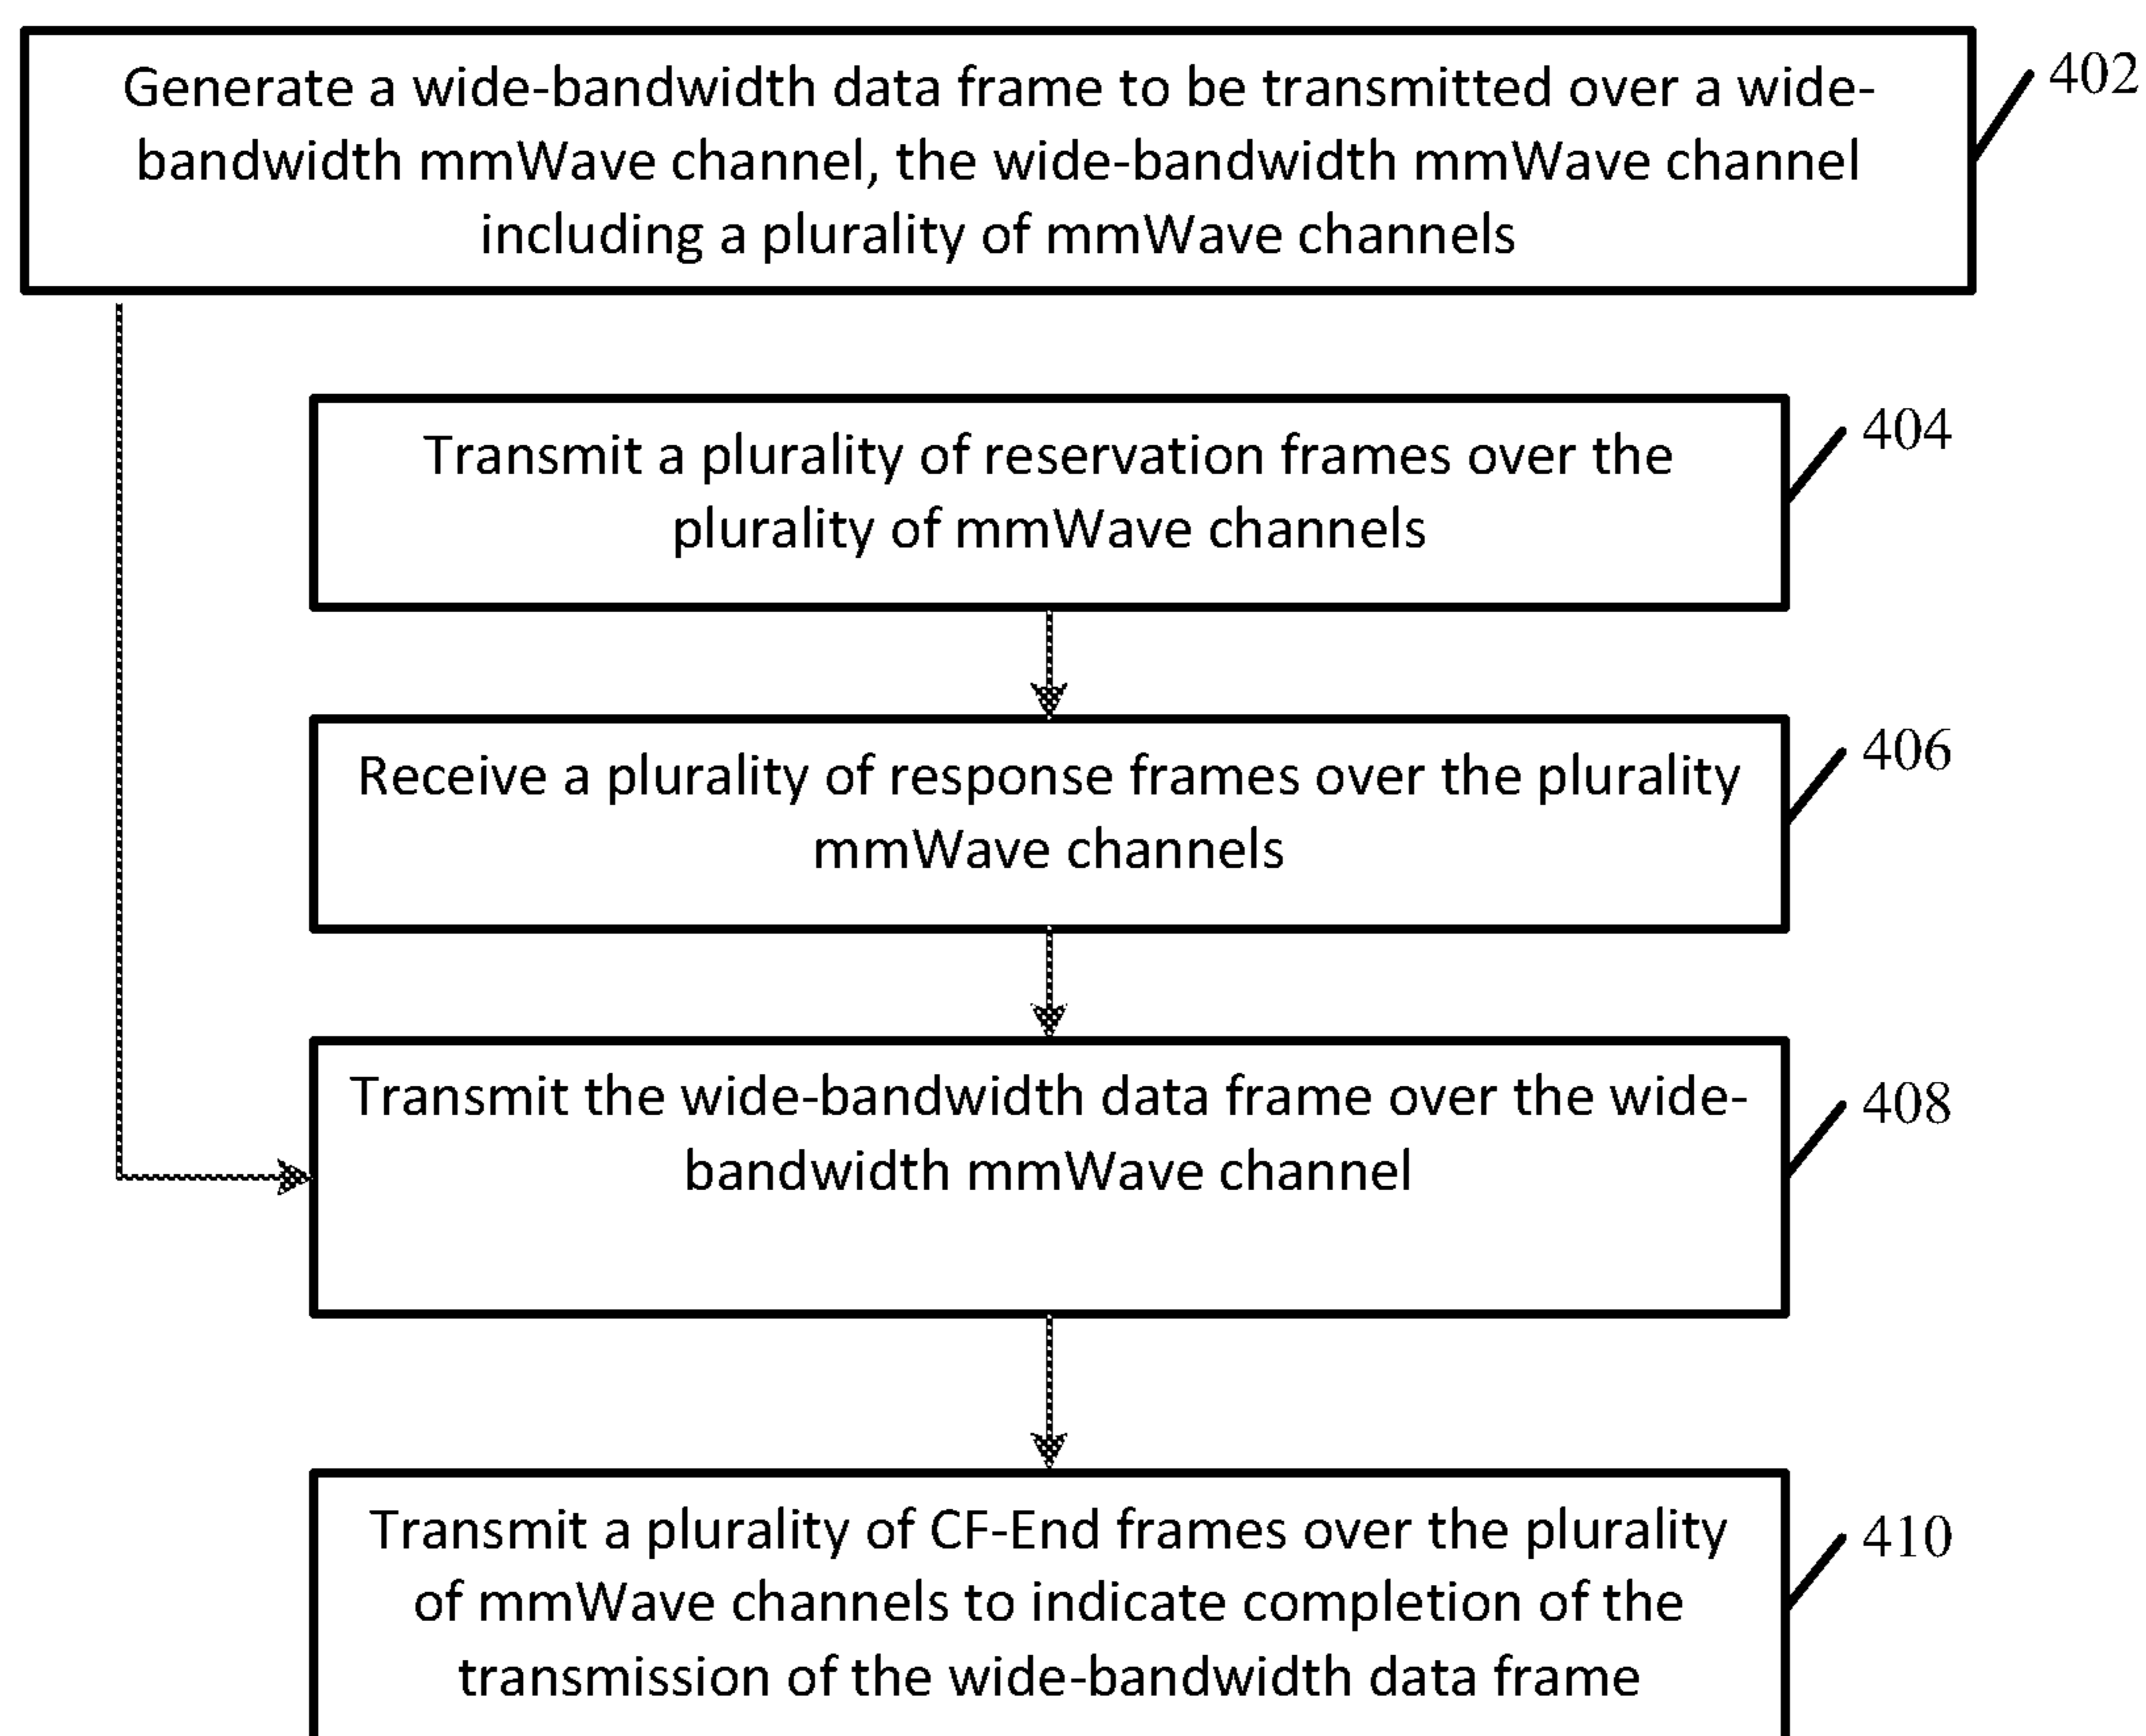 Generate a wide-bandwidth data frame to be transmitted over a wide-
bandwidth mmWave channel, the wide-bandwidth mmWave channel
including a plurality of mmWave channels
402
Transmit a plurality of reservation frames over the
plurality of mmWave channels
404
Receive a plurality of response frames over the plurality
mmWave channels
406
Transmit the wide-bandwidth data frame over the wide-
bandwidth mmWave channel
408
Transmit a plurality of CF-End frames over the plurality
of mmWave channels to indicate completion of the
transmission of the wide-bandwidth data frame
410